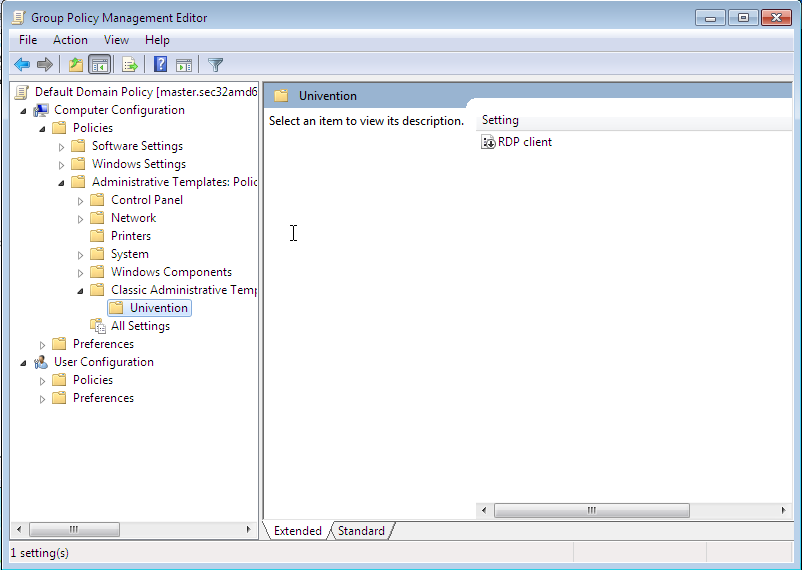 Group Policy Management Editor
File Action View Help
Default Domain Policy [master.sec32amd6
Computer Configuration
Policies
Software Settings
Windows Settings
Administrative Templates: Polic
Control Panel
Network
Printers
System
Windows Components
Classic Administrative Temp
Univention
All Settings
Preferences
User Configuration
Policies
Preferences
Univention
Select an item to view its description.
Setting
RDP client
Extended Standard
1 setting(s)